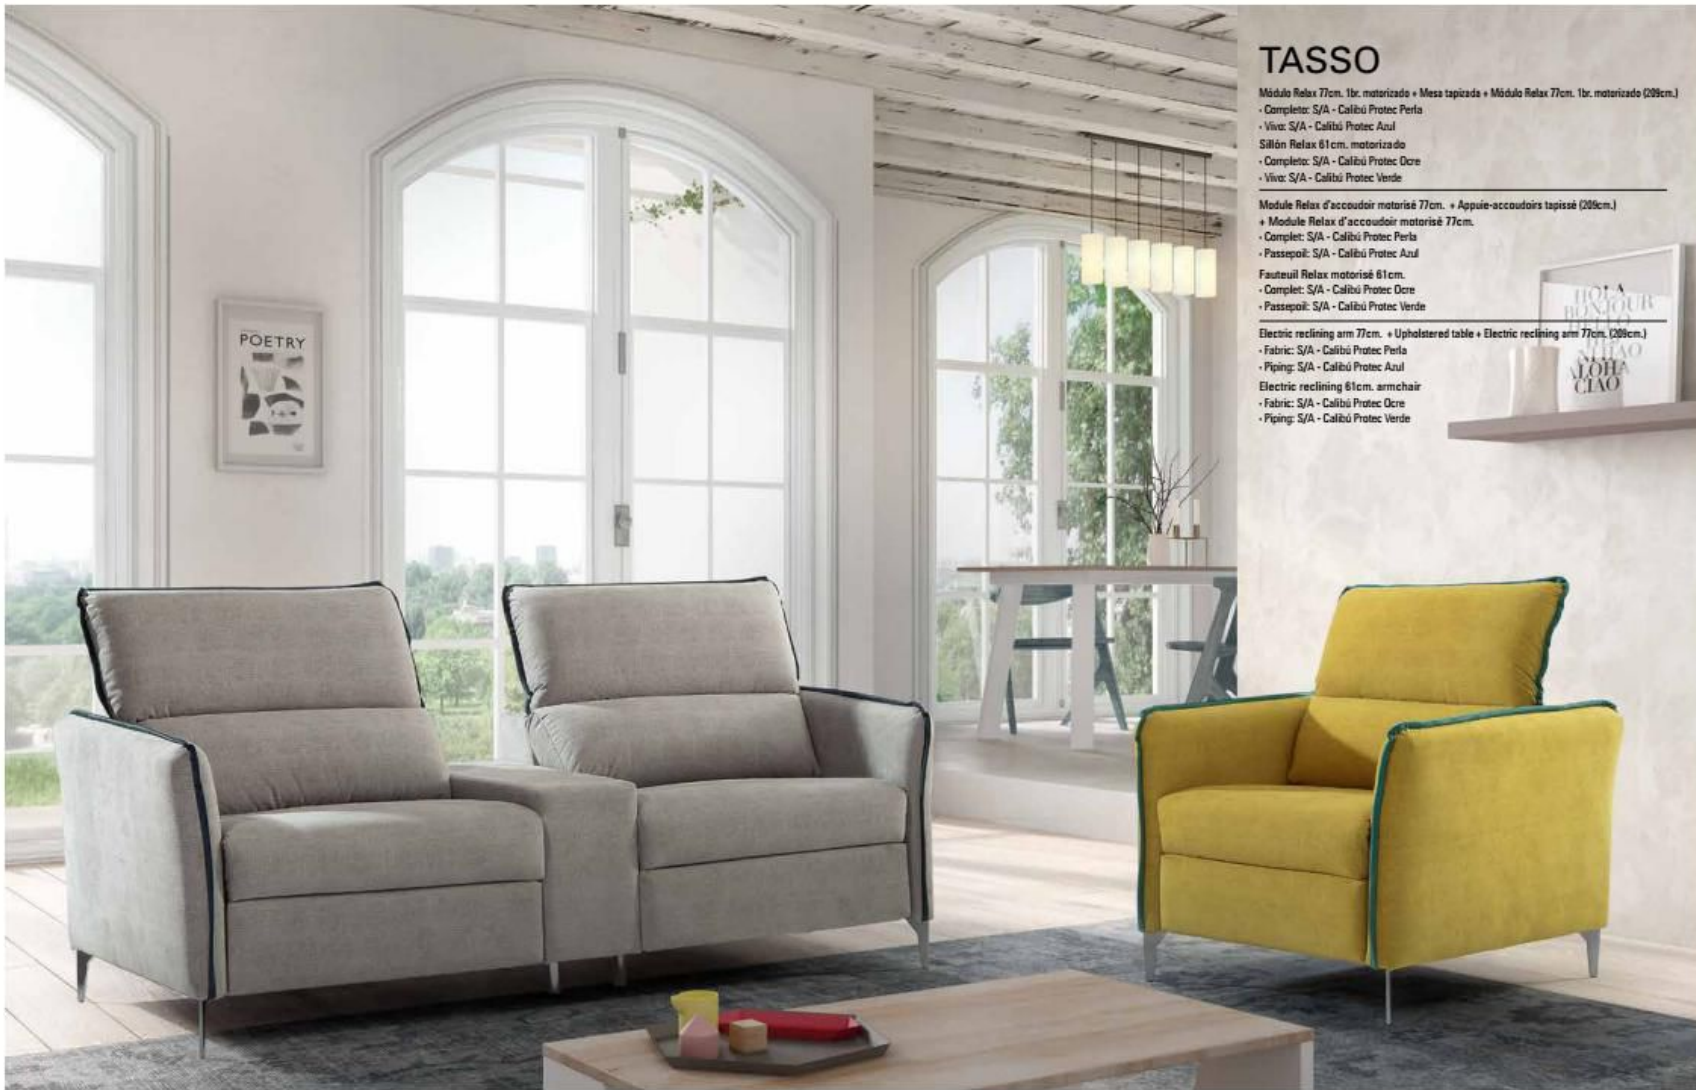 TASSO
Módulo Relax 77cm. 1br. motorizado + Mesa tapizada + Módulo Relax 77cm. 1br. motorizado (209cm.)
· Completo: S/A - Calibú Protec Perla
· Vivo: S/A - Calibú Protec Azul
Sillón Relax 61cm. motorizado
· Completo: S/A - Calibú Protec Ocre
· Vivo: S/A - Calibú Protec Verde
Module Relax d'accoudoir motorisé 77cm. + Appuie-accoudoirs tapissé (209cm.)
+ Module Relax d'accoudoir motorisé 77cm.
· Complet: S/A - Calibú Protec Perla
· Passepoil: S/A - Calibú Protec Azul
Fauteuil Relax motorisé 61cm.
· Complet: S/A - Calibú Protec Ocre
· Passepoil: S/A - Calibú Protec Verde
Electric reclining arm 77cm. + Upholstered table + Electric reclining arm 77cm. (209cm.)
· Fabric: S/A - Calibú Protec Perla
· Piping: S/A - Calibú Protec Azul
Electric reclining 61cm. armchair
· Fabric: S/A - Calibú Protec Ocre
· Piping: S/A - Calibú Protec Verde
POETRY
HOLA
BONJOUR
ALOHA
CIAO